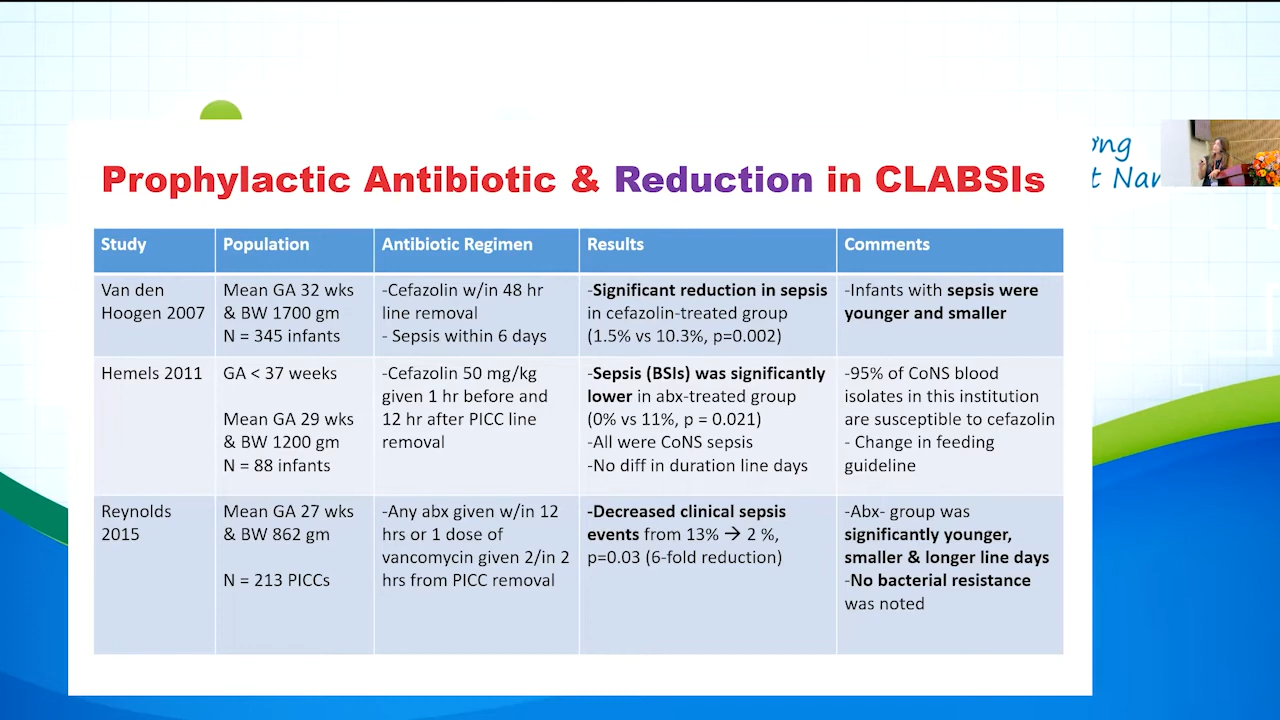 Prophylactic Antibiotic & Reduction in CLABSIs
Study
Population
Antibiotic Regimen
Results
Comments
Van den
Hoogen 2007
Mean GA 32 wks
& BW 1700 gm
N = 345 infants
-Cefazolin w/in 48 hr
line removal
- Sepsis within 6 days
-Significant reduction in sepsis
in cefazolin-treated group
(1.5% vs 10.3%, p=0.002)
-Infants with sepsis were
younger and smaller
Hemels 2011
GA < 37 weeks
Mean GA 29 wks
& BW 1200 gm
N = 88 infants
-Cefazolin 50 mg/kg
given 1 hr before and
12 hr after PICC line
removal
-Sepsis (BSIs) was significantly
lower in abx-treated group
(0% vs 11%, p = 0.021)
-All were CoNS sepsis
-No diff in duration line days
-95% of CoNS blood
isolates in this institution
are susceptible to cefazolin
- Change in feeding
guideline
Reynolds
2015
Mean GA 27 wks
& BW 862 gm
N = 213 PICCs
-Any abx given w/in 12
hrs or 1 dose of
vancomycin given 2/in 2
hrs from PICC removal
-Decreased clinical sepsis
events from 13% → 2 %,
p=0.03 (6-fold reduction)
-Abx- group was
significantly younger,
smaller & longer line days
-No bacterial resistance
was noted